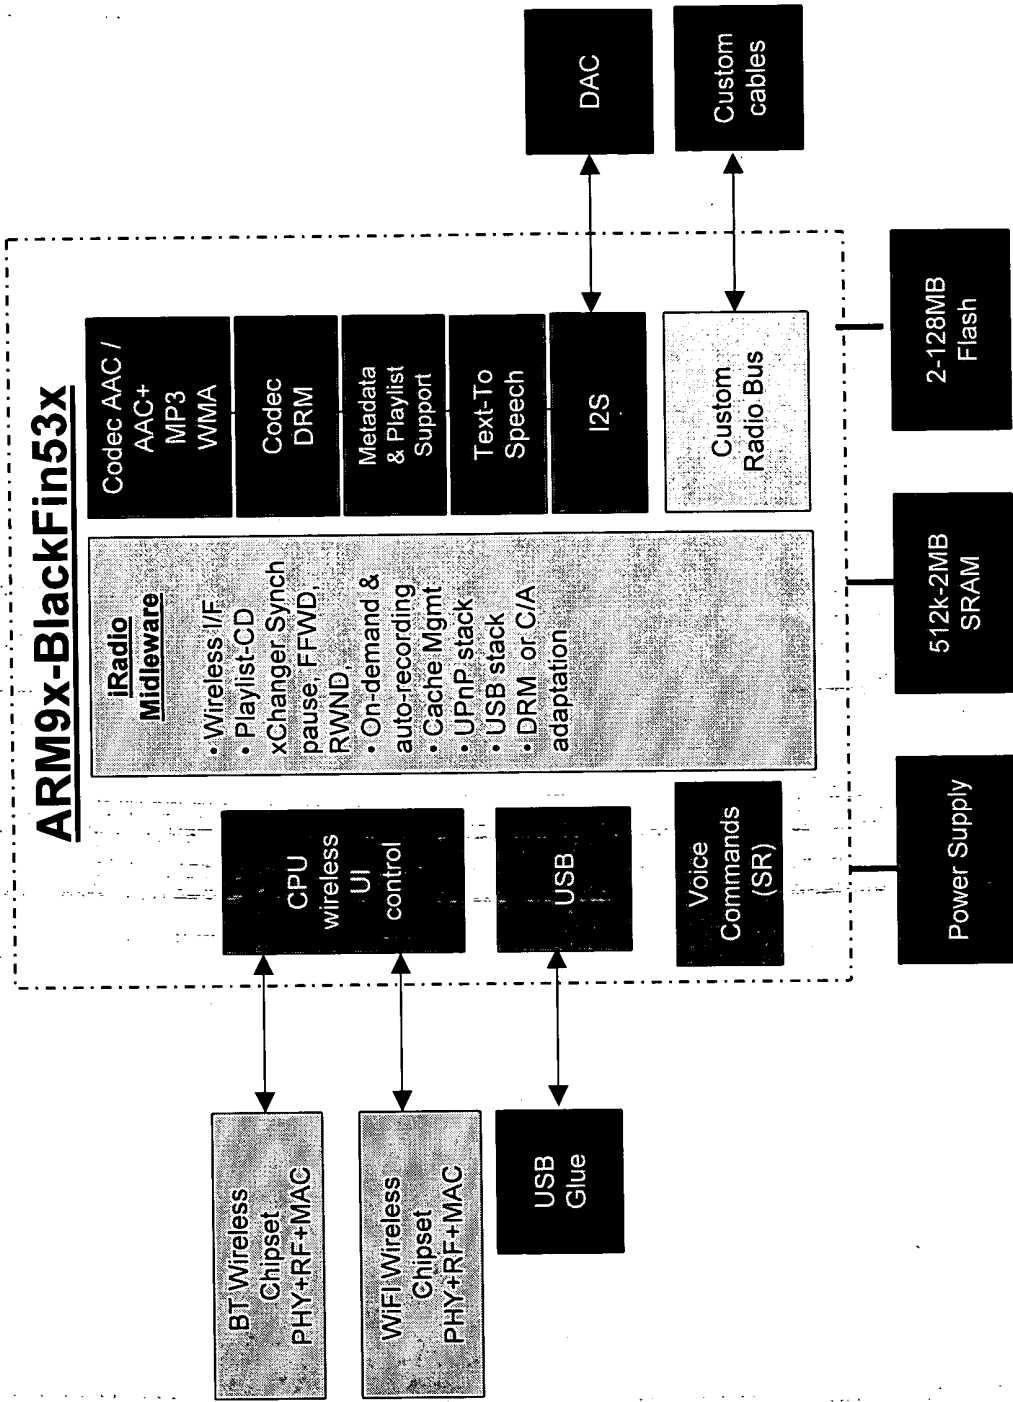 ARM9x-BlackFin53x
BT Wireless
Chipset
PHY+RF+MAC
WiFI Wireless
Chipset
PHY+RF+MAC
USB
Glue
CPU
wireless
UI
control
USB
Voice
Commands
(SR)
iRadio
Midleware
• Wireless I/F
• Playlist-CD
xChanger Synch
pause, FFWD,
RWND,
• On-demand &
auto-recording
• Cache Mgmt
• UPnP stack
• USB stack
• DRM or C/A
adaptation
Codec AAC /
AAC+
MP3
WMA
Codec
DRM
Metadata
& Playlist
Support
Text-To
Speech
I2S
Custom
Radio Bus
DAC
Custom
cables
Power Supply
512k-2MB
SRAM
2-128MB
Flash